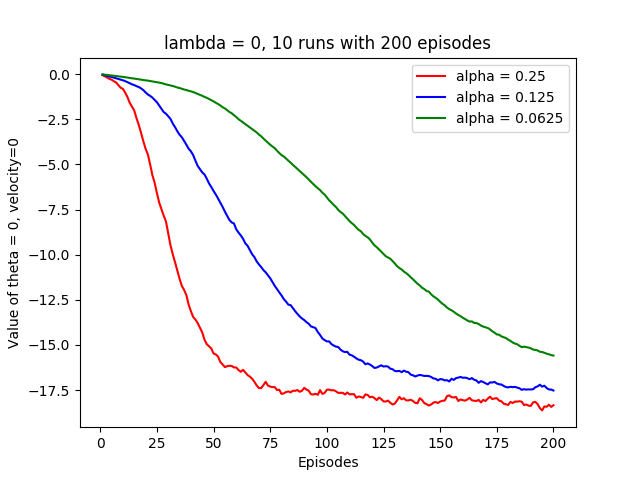 lambda = 0, 10 runs with 200 episodes
alpha = 0.25
alpha = 0.125
alpha = 0.0625
Value of theta = 0, velocity=0
0.0
−2.5
−5.0
−7.5
−10.0
−12.5
−15.0
−17.5
0 25 50 75 100 125 150 175 200
Episodes